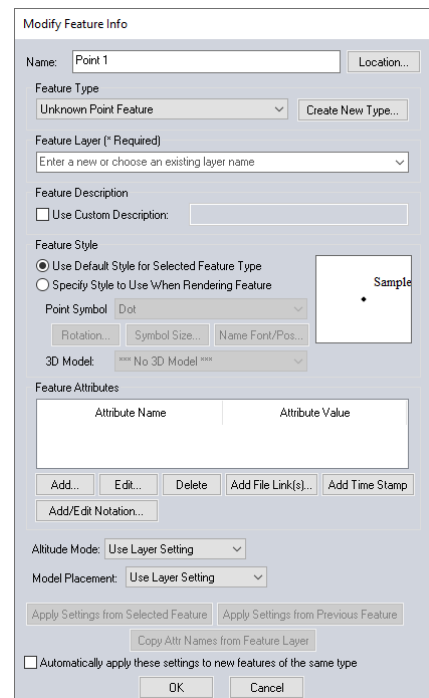 Modify Feature Info
Name: Point 1 Location...
Feature Type
Unknown Point Feature Create New Type...
Feature Layer (* Required)
Enter a new or choose an existing layer name
Feature Description
Use Custom Description:
Feature Style
Use Default Style for Selected Feature Type
Specify Style to Use When Rendering Feature
Sample
Point Symbol Dot
Rotation... Symbol Size... Name Font/Pos...
3D Model: *** No 3D Model ***
Feature Attributes
Attribute Name Attribute Value
Add... Edit... Delete Add File Link(s)... Add Time Stamp
Add/Edit Notation...
Altitude Mode: Use Layer Setting
Model Placement: Use Layer Setting
Apply Settings from Selected Feature Apply Settings from Previous Feature
Copy Attr Names from Feature Layer
Automatically apply these settings to new features of the same type
OK Cancel